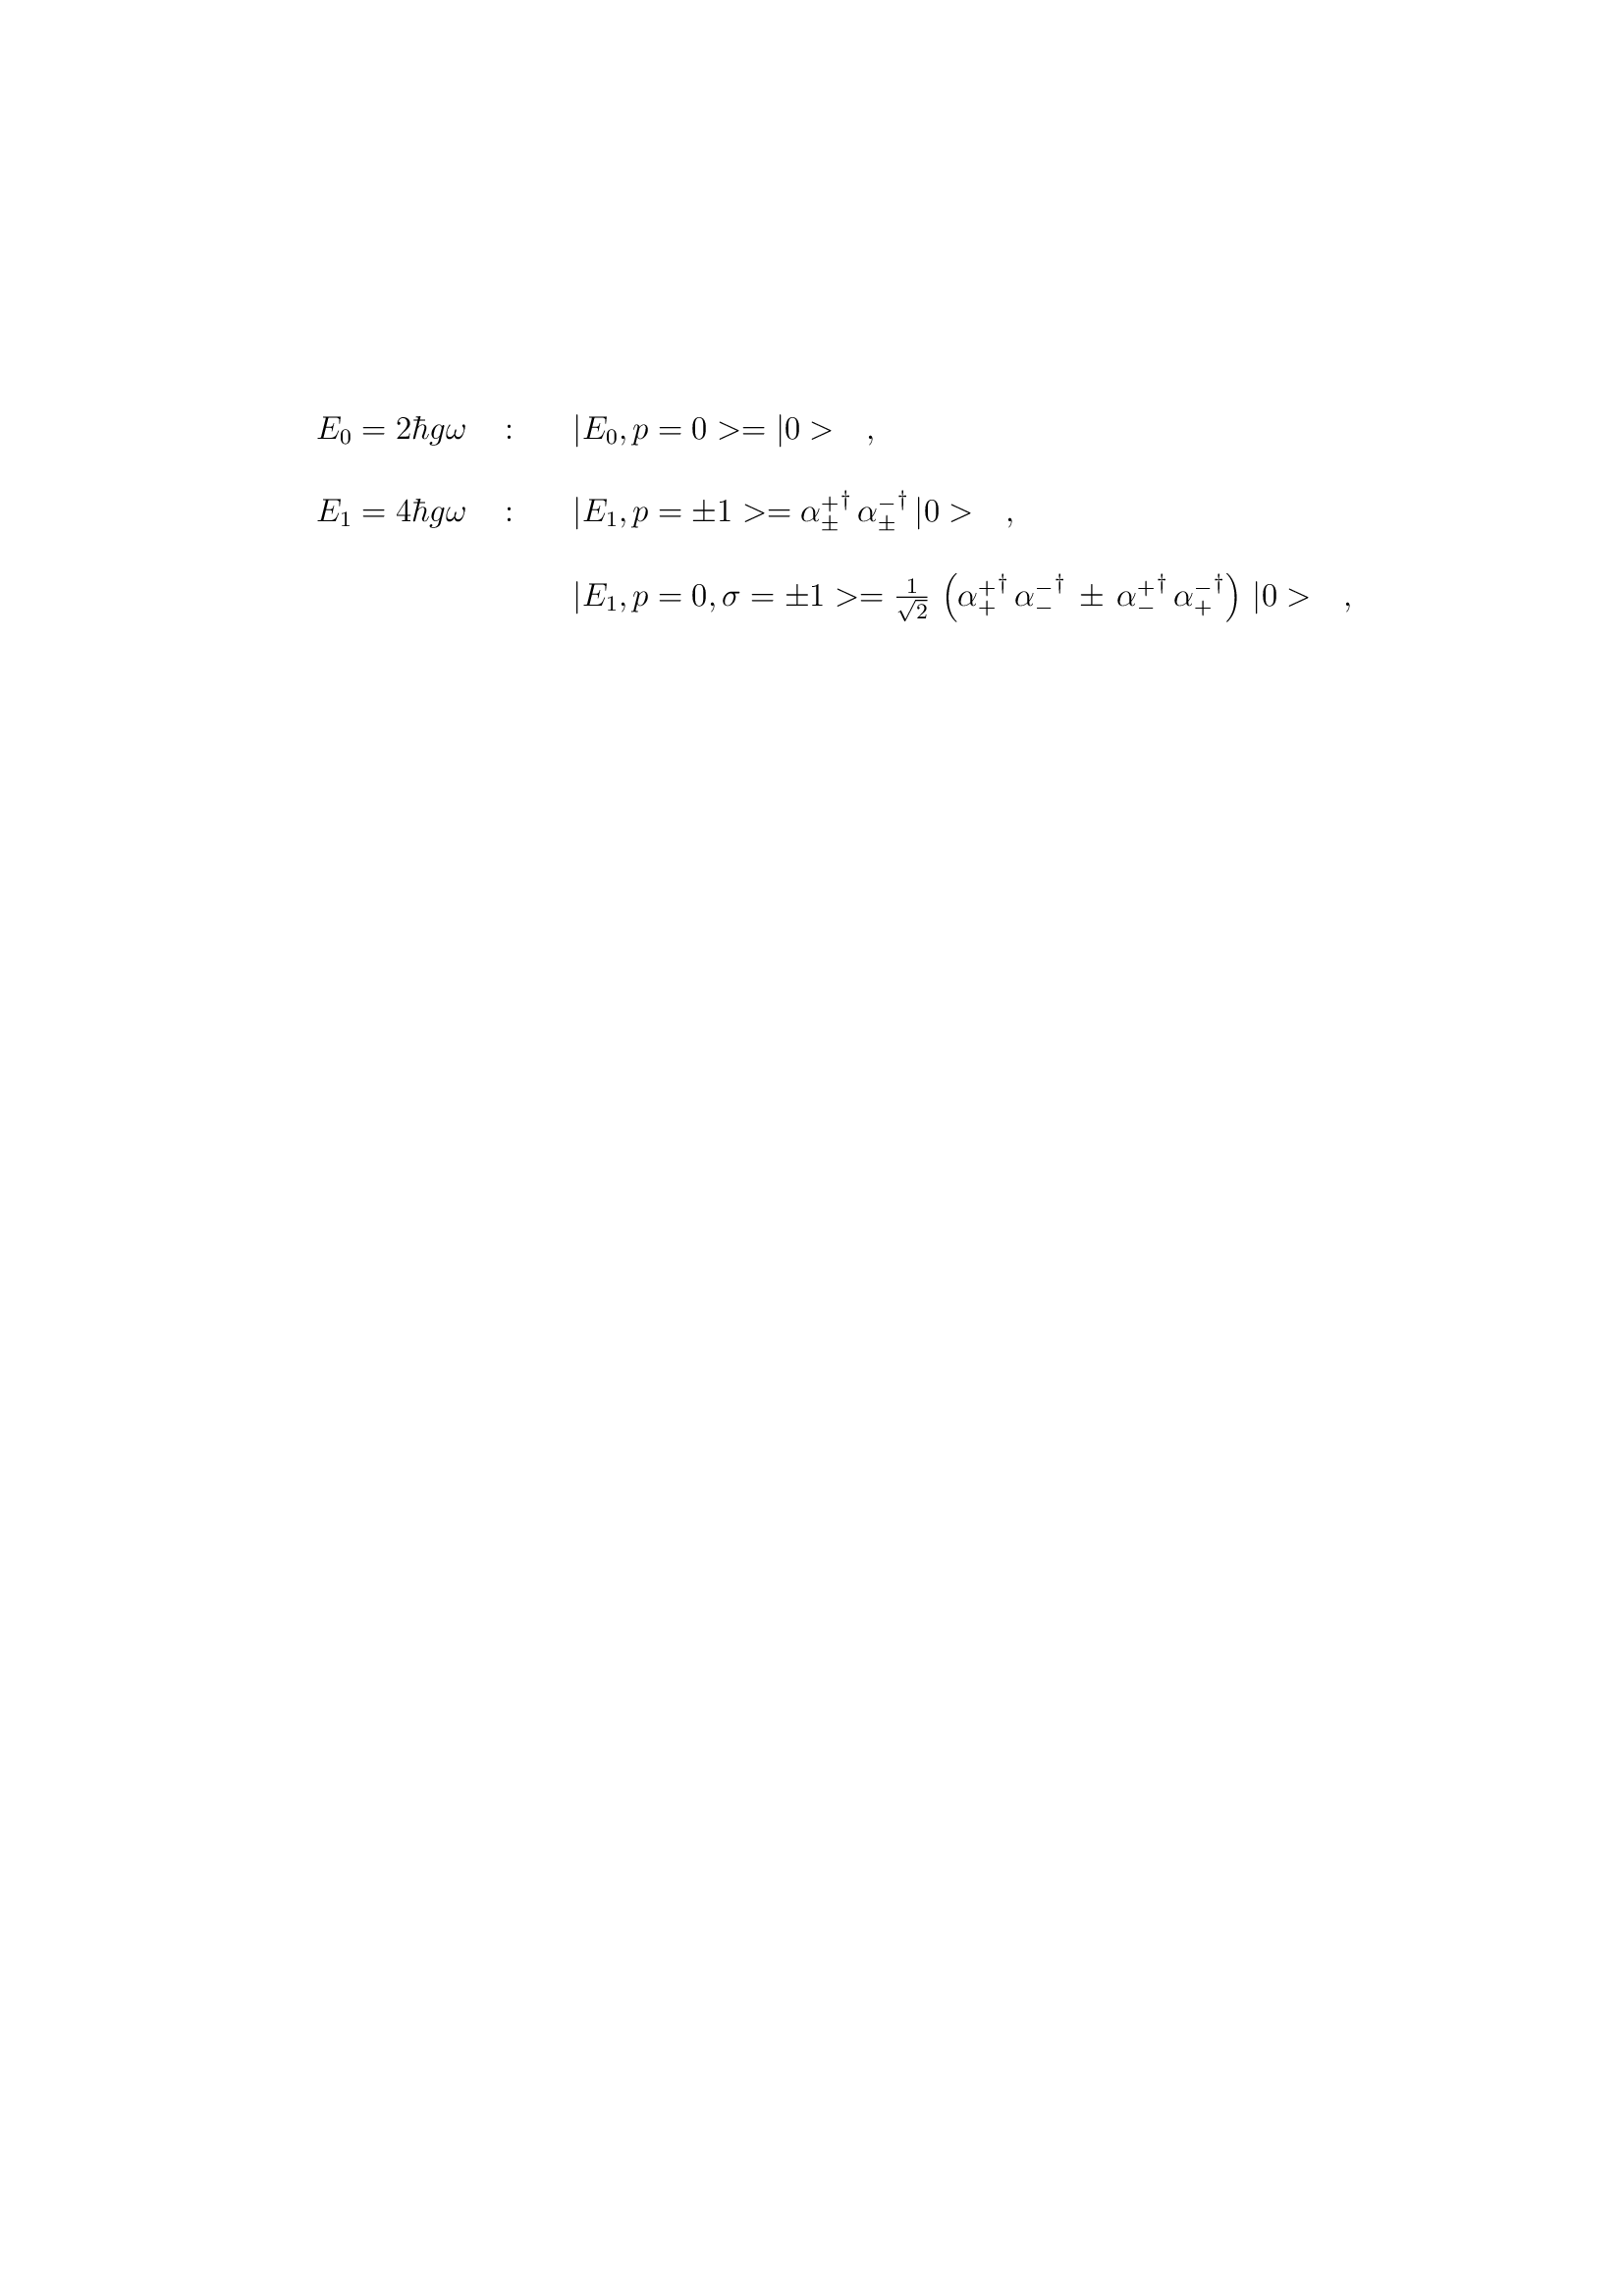 $E_0 = 2\hbar g\omega \quad : \quad |E_0, p = 0 >= |0 > \quad ,$
$E_1 = 4\hbar g\omega \quad : \quad |E_1, p = \pm 1 >= {\alpha_{\pm}^{+}}^{\dagger} \, {\alpha_{\pm}^{-}}^{\dagger} \, |0 > \quad ,$
$|E_1, p = 0, \sigma = \pm 1 >= \frac{1}{\sqrt{2}} \left( {\alpha_{+}^{+}}^{\dagger} \, {\alpha_{-}^{-}}^{\dagger} \, \pm \, {\alpha_{-}^{+}}^{\dagger} \, {\alpha_{+}^{-}}^{\dagger} \right) |0 > \quad ,$